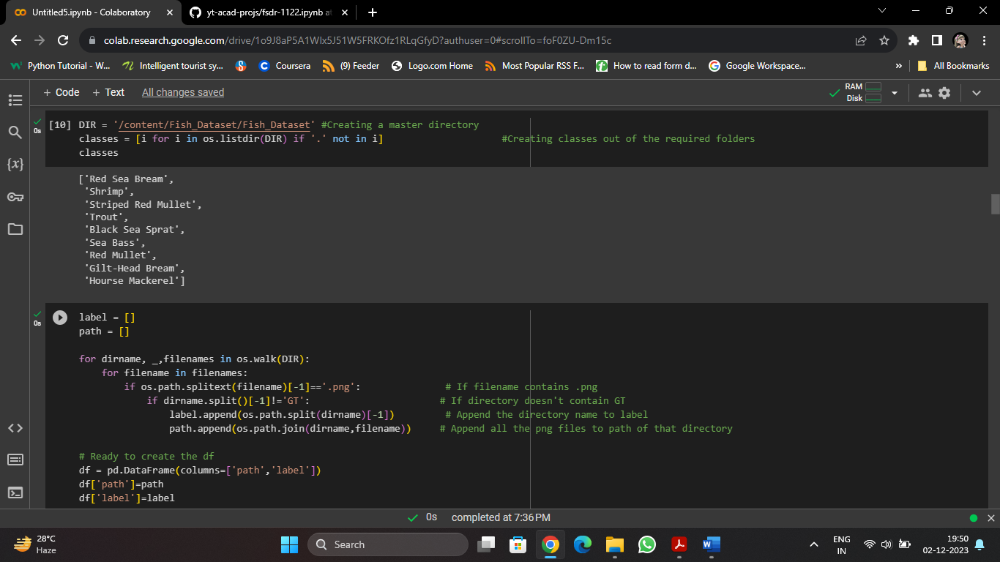 Untitled5.ipynb - Colaboratory
yt-acad-projs/fsdr-1122.ipynb at
colab.research.google.com/drive/1o9J8aP5A1WIx5J51W5FRKOfz1RLqGfyD?authuser=0#scrollTo=foF0ZU-Dm15c
Python Tutorial - W...
Intelligent tourist sy...
Coursera
(9) Feeder
Logo.com Home
Most Popular RSS F...
How to read form d...
Google Workspace...
»
All Bookmarks
+ Code + Text All changes saved
RAM
Disk
0s
[10] DIR = '/content/Fish_Dataset/Fish_Dataset' #Creating a master directory
classes = [i for i in os.listdir(DIR) if '.' not in i] #Creating classes out of the required folders
classes
['Red Sea Bream',
'Shrimp',
'Striped Red Mullet',
'Trout',
'Black Sea Sprat',
'Sea Bass',
'Red Mullet',
'Gilt-Head Bream',
'Hourse Mackerel']
0s
label = []
path = []
for dirname, _,filenames in os.walk(DIR):
for filename in filenames:
if os.path.splitext(filename)[-1]=='.png': # If filename contains .png
if dirname.split()[-1]!='GT': # If directory doesn't contain GT
label.append(os.path.split(dirname)[-1]) # Append the directory name to label
path.append(os.path.join(dirname,filename)) # Append all the png files to path of that directory
# Ready to create the df
df = pd.DataFrame(columns=['path','label'])
df['path']=path
df['label']=label
0s completed at 7:36 PM
28°C
Haze
Search
ENG
IN
19:50
02-12-2023